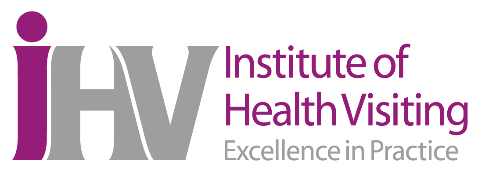 iHV
Institute of
Health Visiting
Excellence in Practice